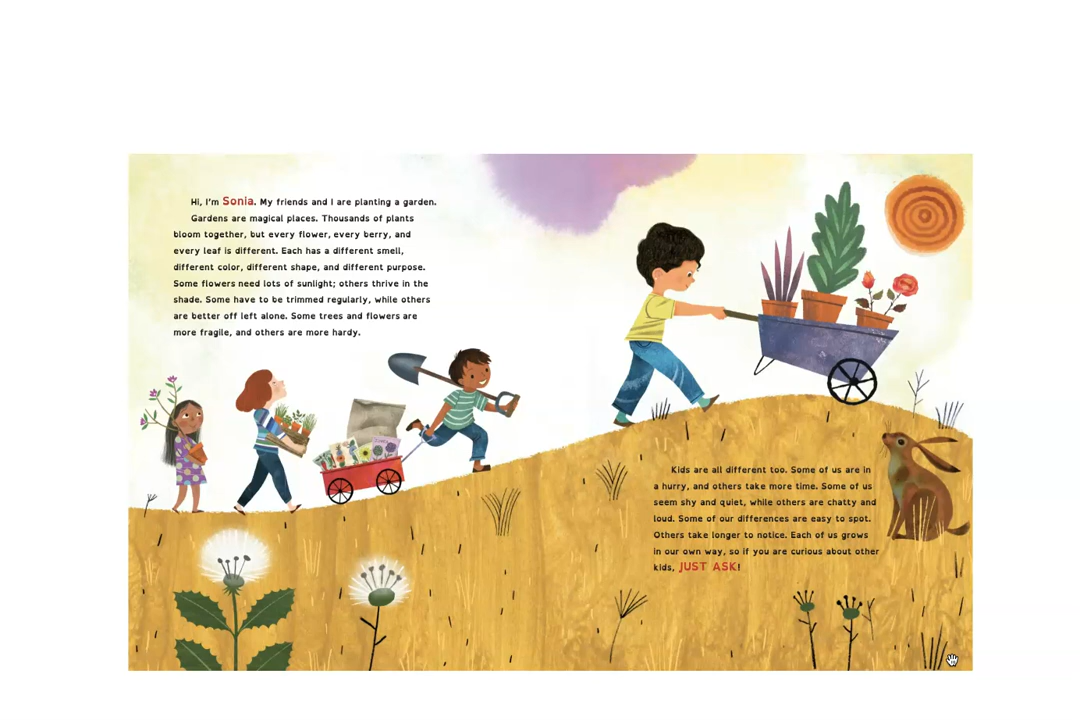 Hi, I'm Sonia. My friends and I are planting a garden.
Gardens are magical places. Thousands of plants
bloom together, but every flower, every berry, and
every leaf is different. Each has a different smell,
different color, different shape, and different purpose.
Some flowers need lots of sunlight; others thrive in the
shade. Some have to be trimmed regularly, while others
are better off left alone. Some trees and flowers are
more fragile, and others are more hardy.
Kids are all different too. Some of us are in
a hurry, and others take more time. Some of us
seem shy and quiet, while others are chatty and
loud. Some of our differences are easy to spot.
Others take longer to notice. Each of us grows
in our own way, so if you are curious about other
kids, JUST ASK!